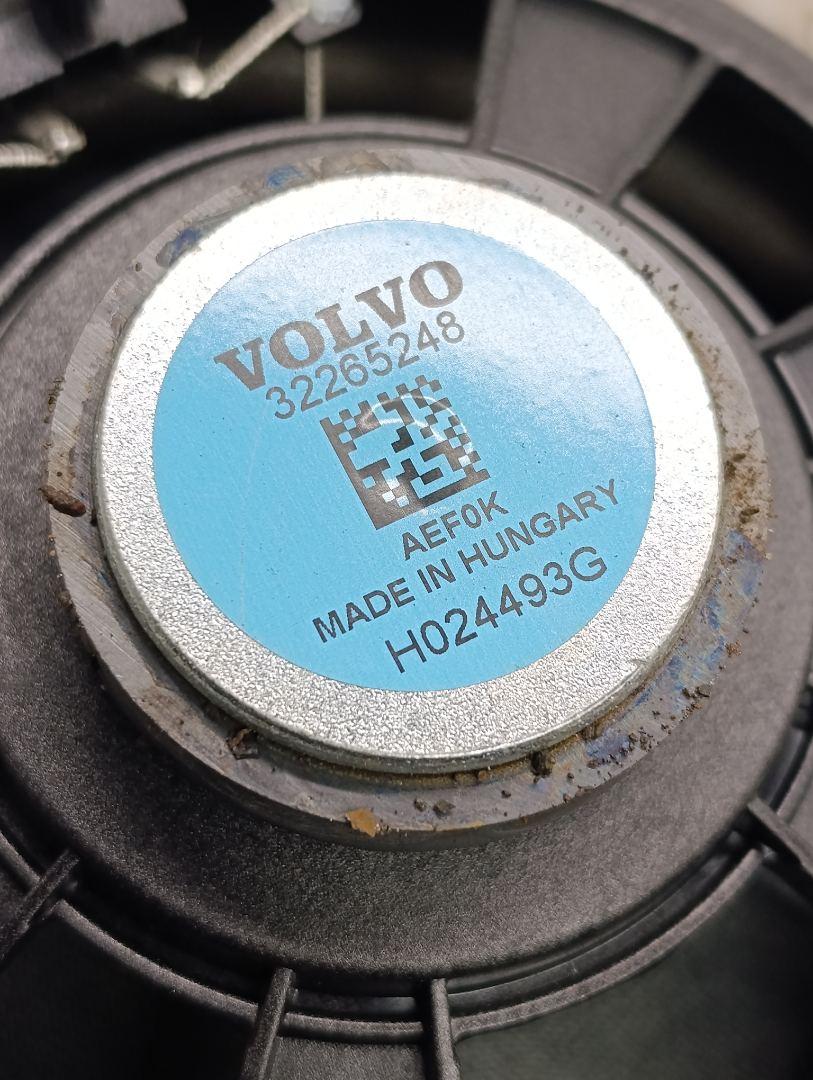 VOLVO
32265248
AEF0K
MADE IN HUNGARY
H024493G